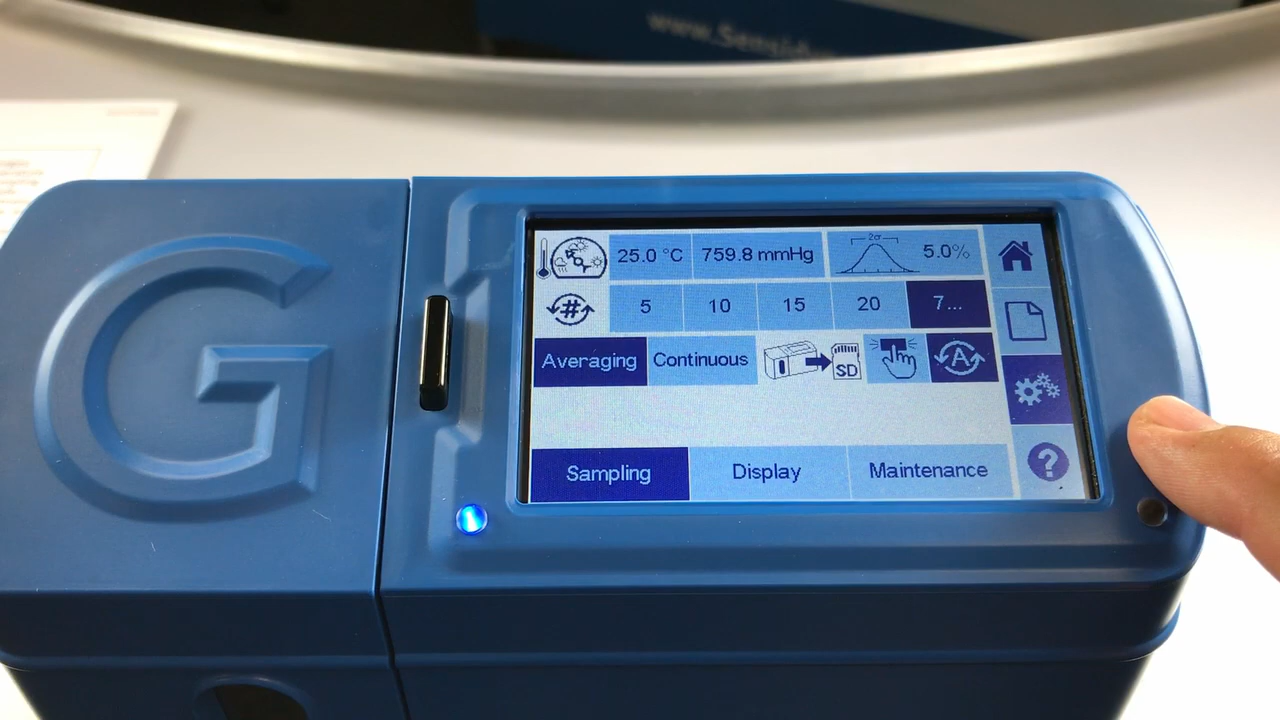 www.Sensid
G
25.0 °C 759.8 mmHg 2σ 5.0%
# 5 10 15 20 7...
Averaging Continuous SD A
?
Sampling Display Maintenance